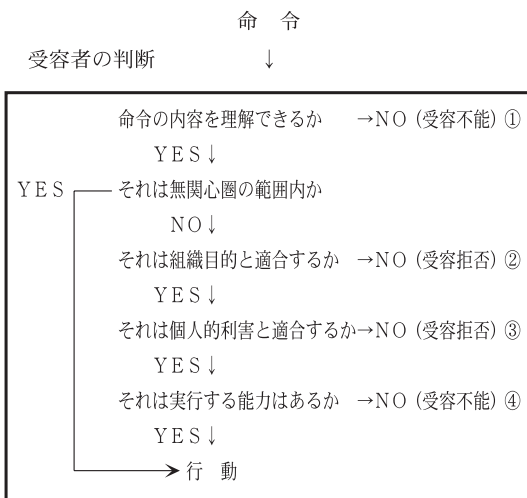 命　令
受容者の判断　↓
命令の内容を理解できるか　→NO（受容不能）①
YES↓
YES　それは無関心圏の範囲内か
NO↓
それは組織目的と適合するか　→NO（受容拒否）②
YES↓
それは個人的利害と適合するか→NO（受容拒否）③
YES↓
それは実行する能力はあるか　→NO（受容不能）④
YES↓
行　動